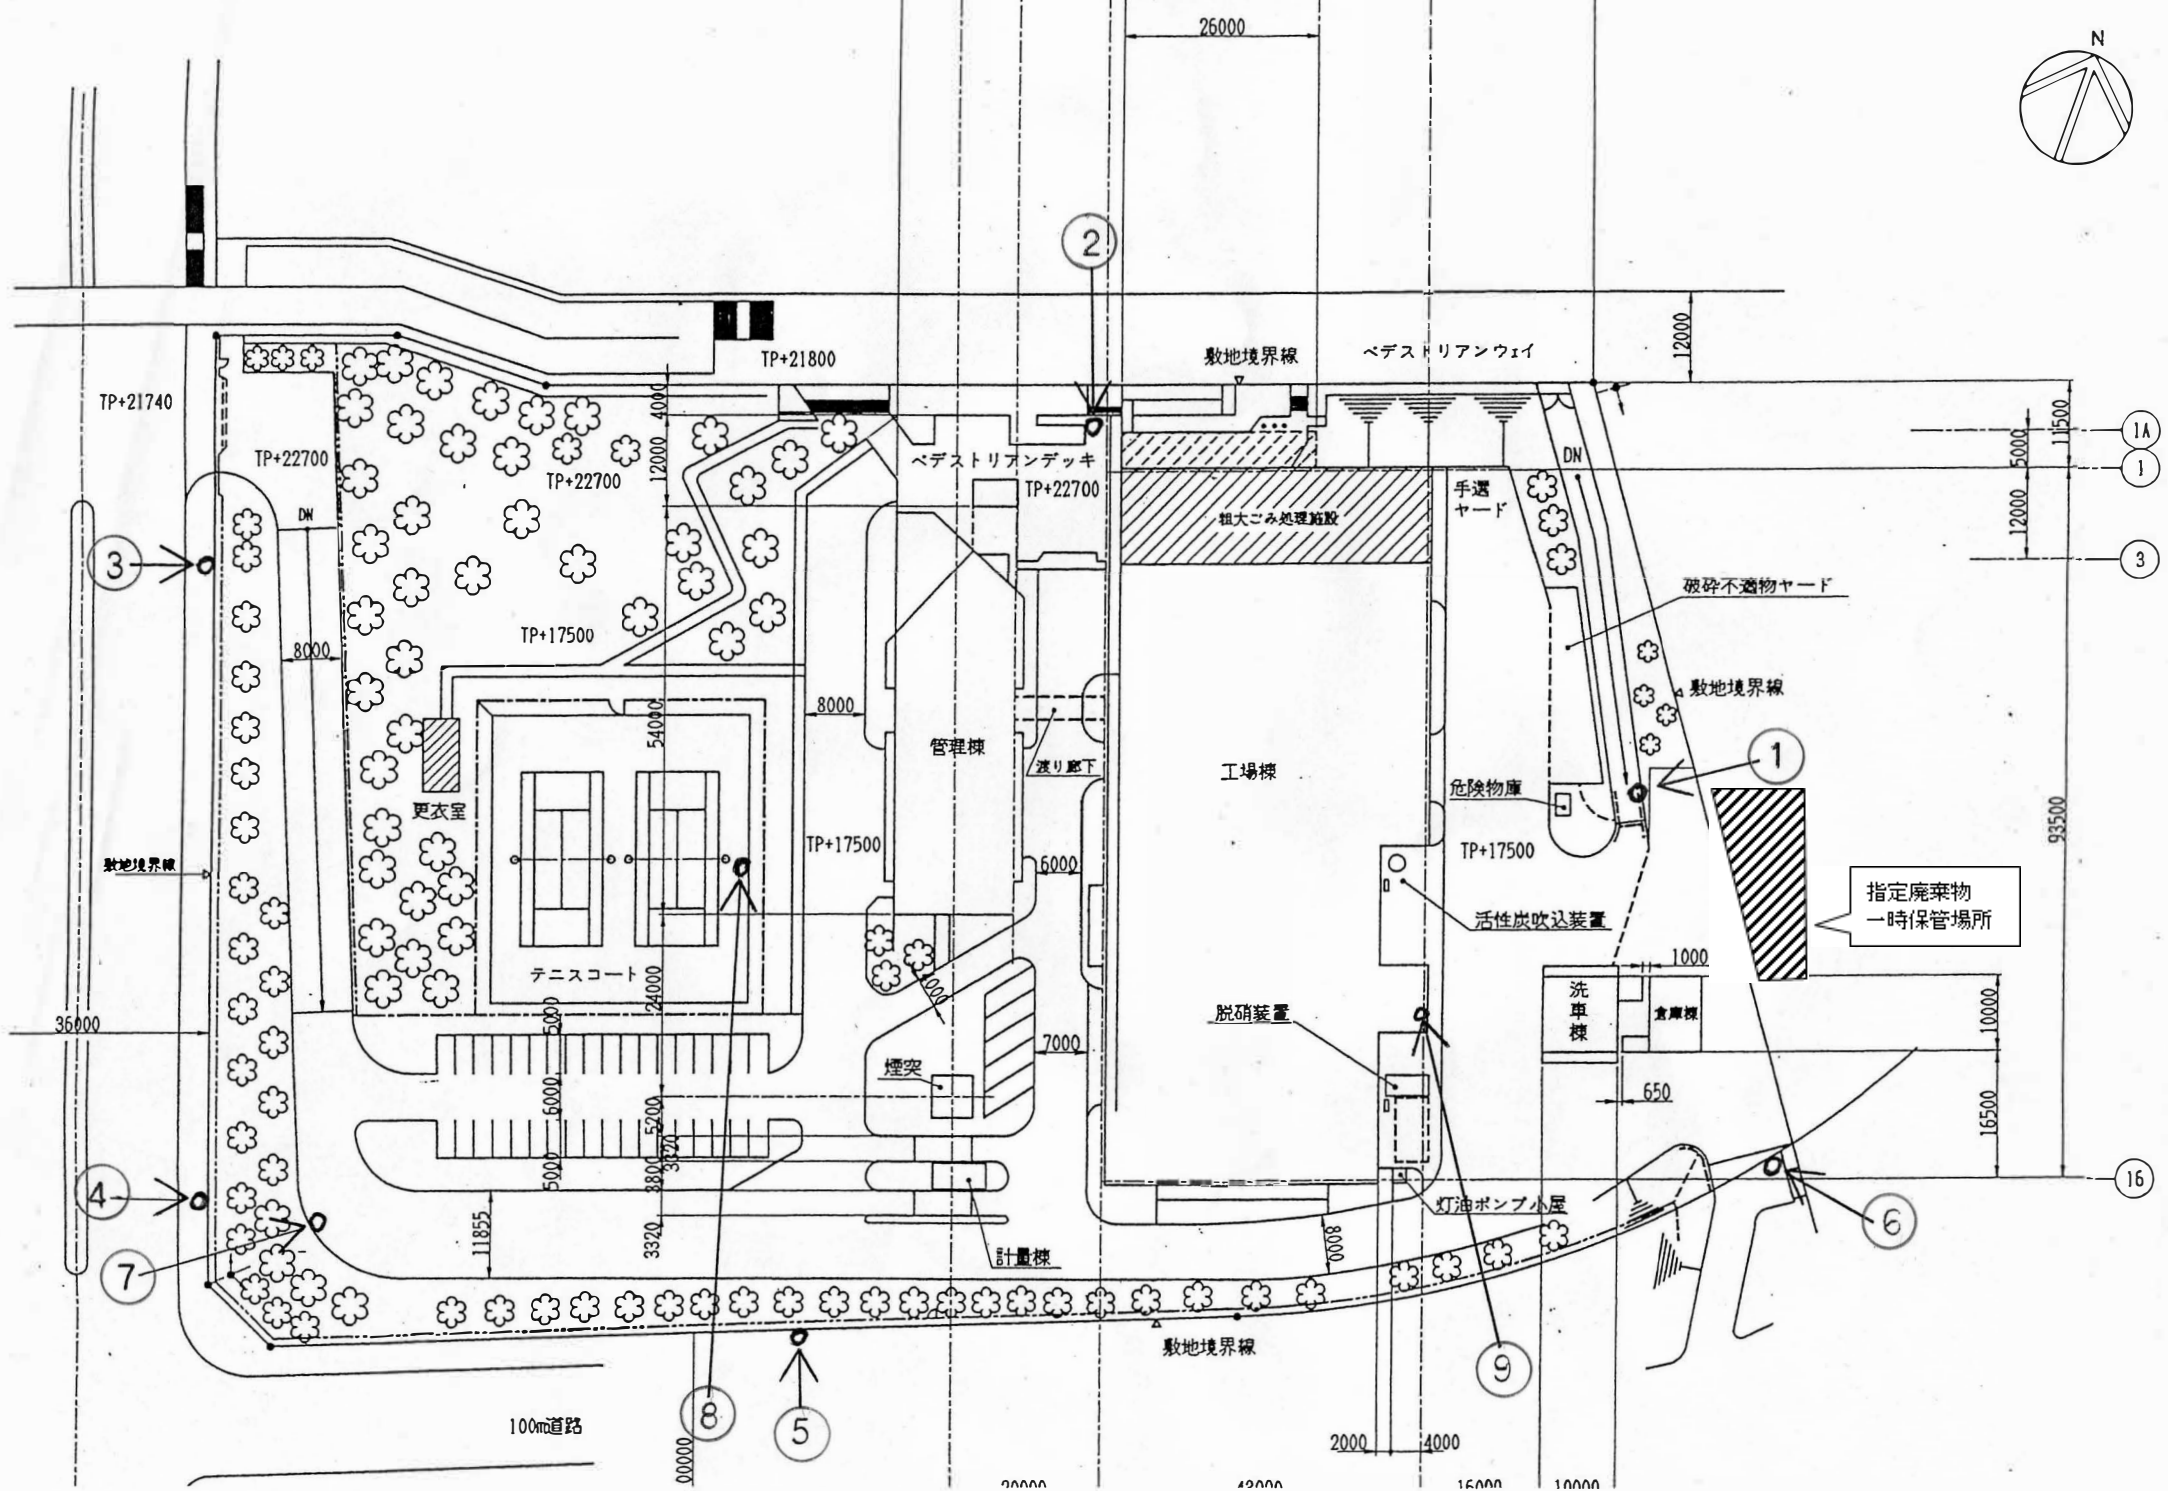 26000
N
2
12000
TP+21800
敷地境界線
ペデストリアンウェイ
4000
TP+21740
11500
5000
1A
TP+22700
12000
TP+22700
ペデストリアンデッキ
TP+22700
DN
1
手選
ヤード
粗大ごみ処理施設
12000
DN
3
3
破砕不適物ヤード
TP+17500
8000
敷地境界線
54000
8000
管理棟
渡り廊下
工場棟
1
危険物庫
更衣室
93500
TP+17500
TP+17500
敷地境界線
6000
指定廃棄物
一時保管場所
活性炭吹込装置
テニスコート
1000
24000
5000
洗車棟
倉庫棟
10000
脱硝装置
36000
7000
煙突
6000
650
5200
16500
3320
5000
3800
16
4
灯油ポンプ小屋
6
11855
3320
8000
計量棟
7
敷地境界線
9
8
5
100m道路
2000
4000
00000
20000
43000
16000
10000